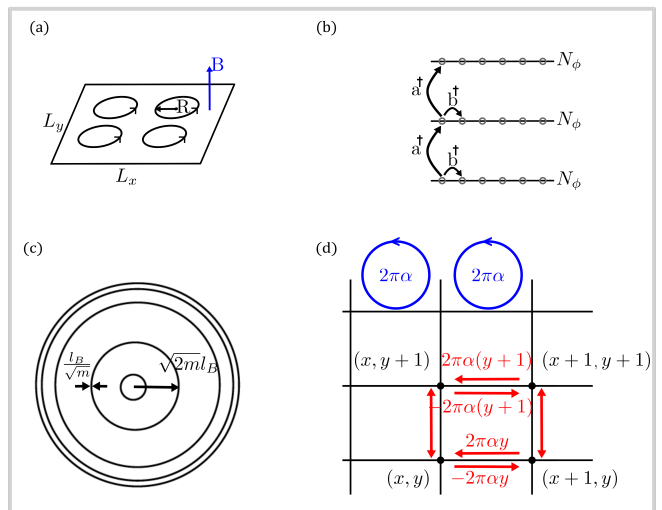 (a)
B
R
L_y
L_x
(b)
N_ϕ
a†
b†
N_ϕ
a†
b†
N_ϕ
(c)
l_B/√m
√2m l_B
(d)
2πα
2πα
(x, y + 1)
2πα(y + 1)
(x + 1, y + 1)
−2πα(y + 1)
2παy
(x, y)
−2παy
(x + 1, y)